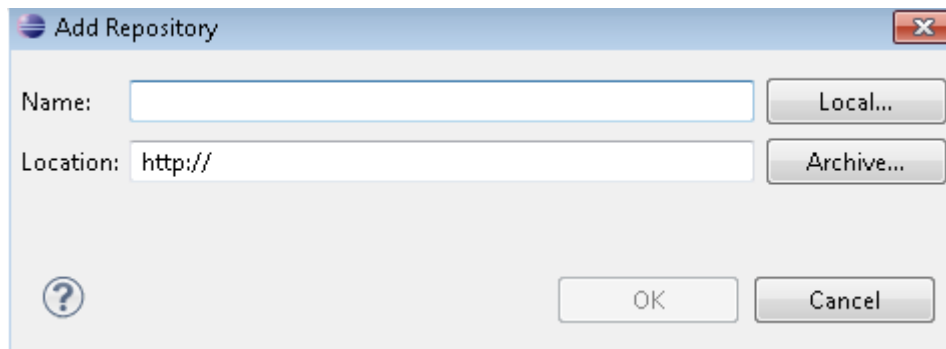 Add Repository
Name: Local...
Location: http:// Archive...
? OK Cancel